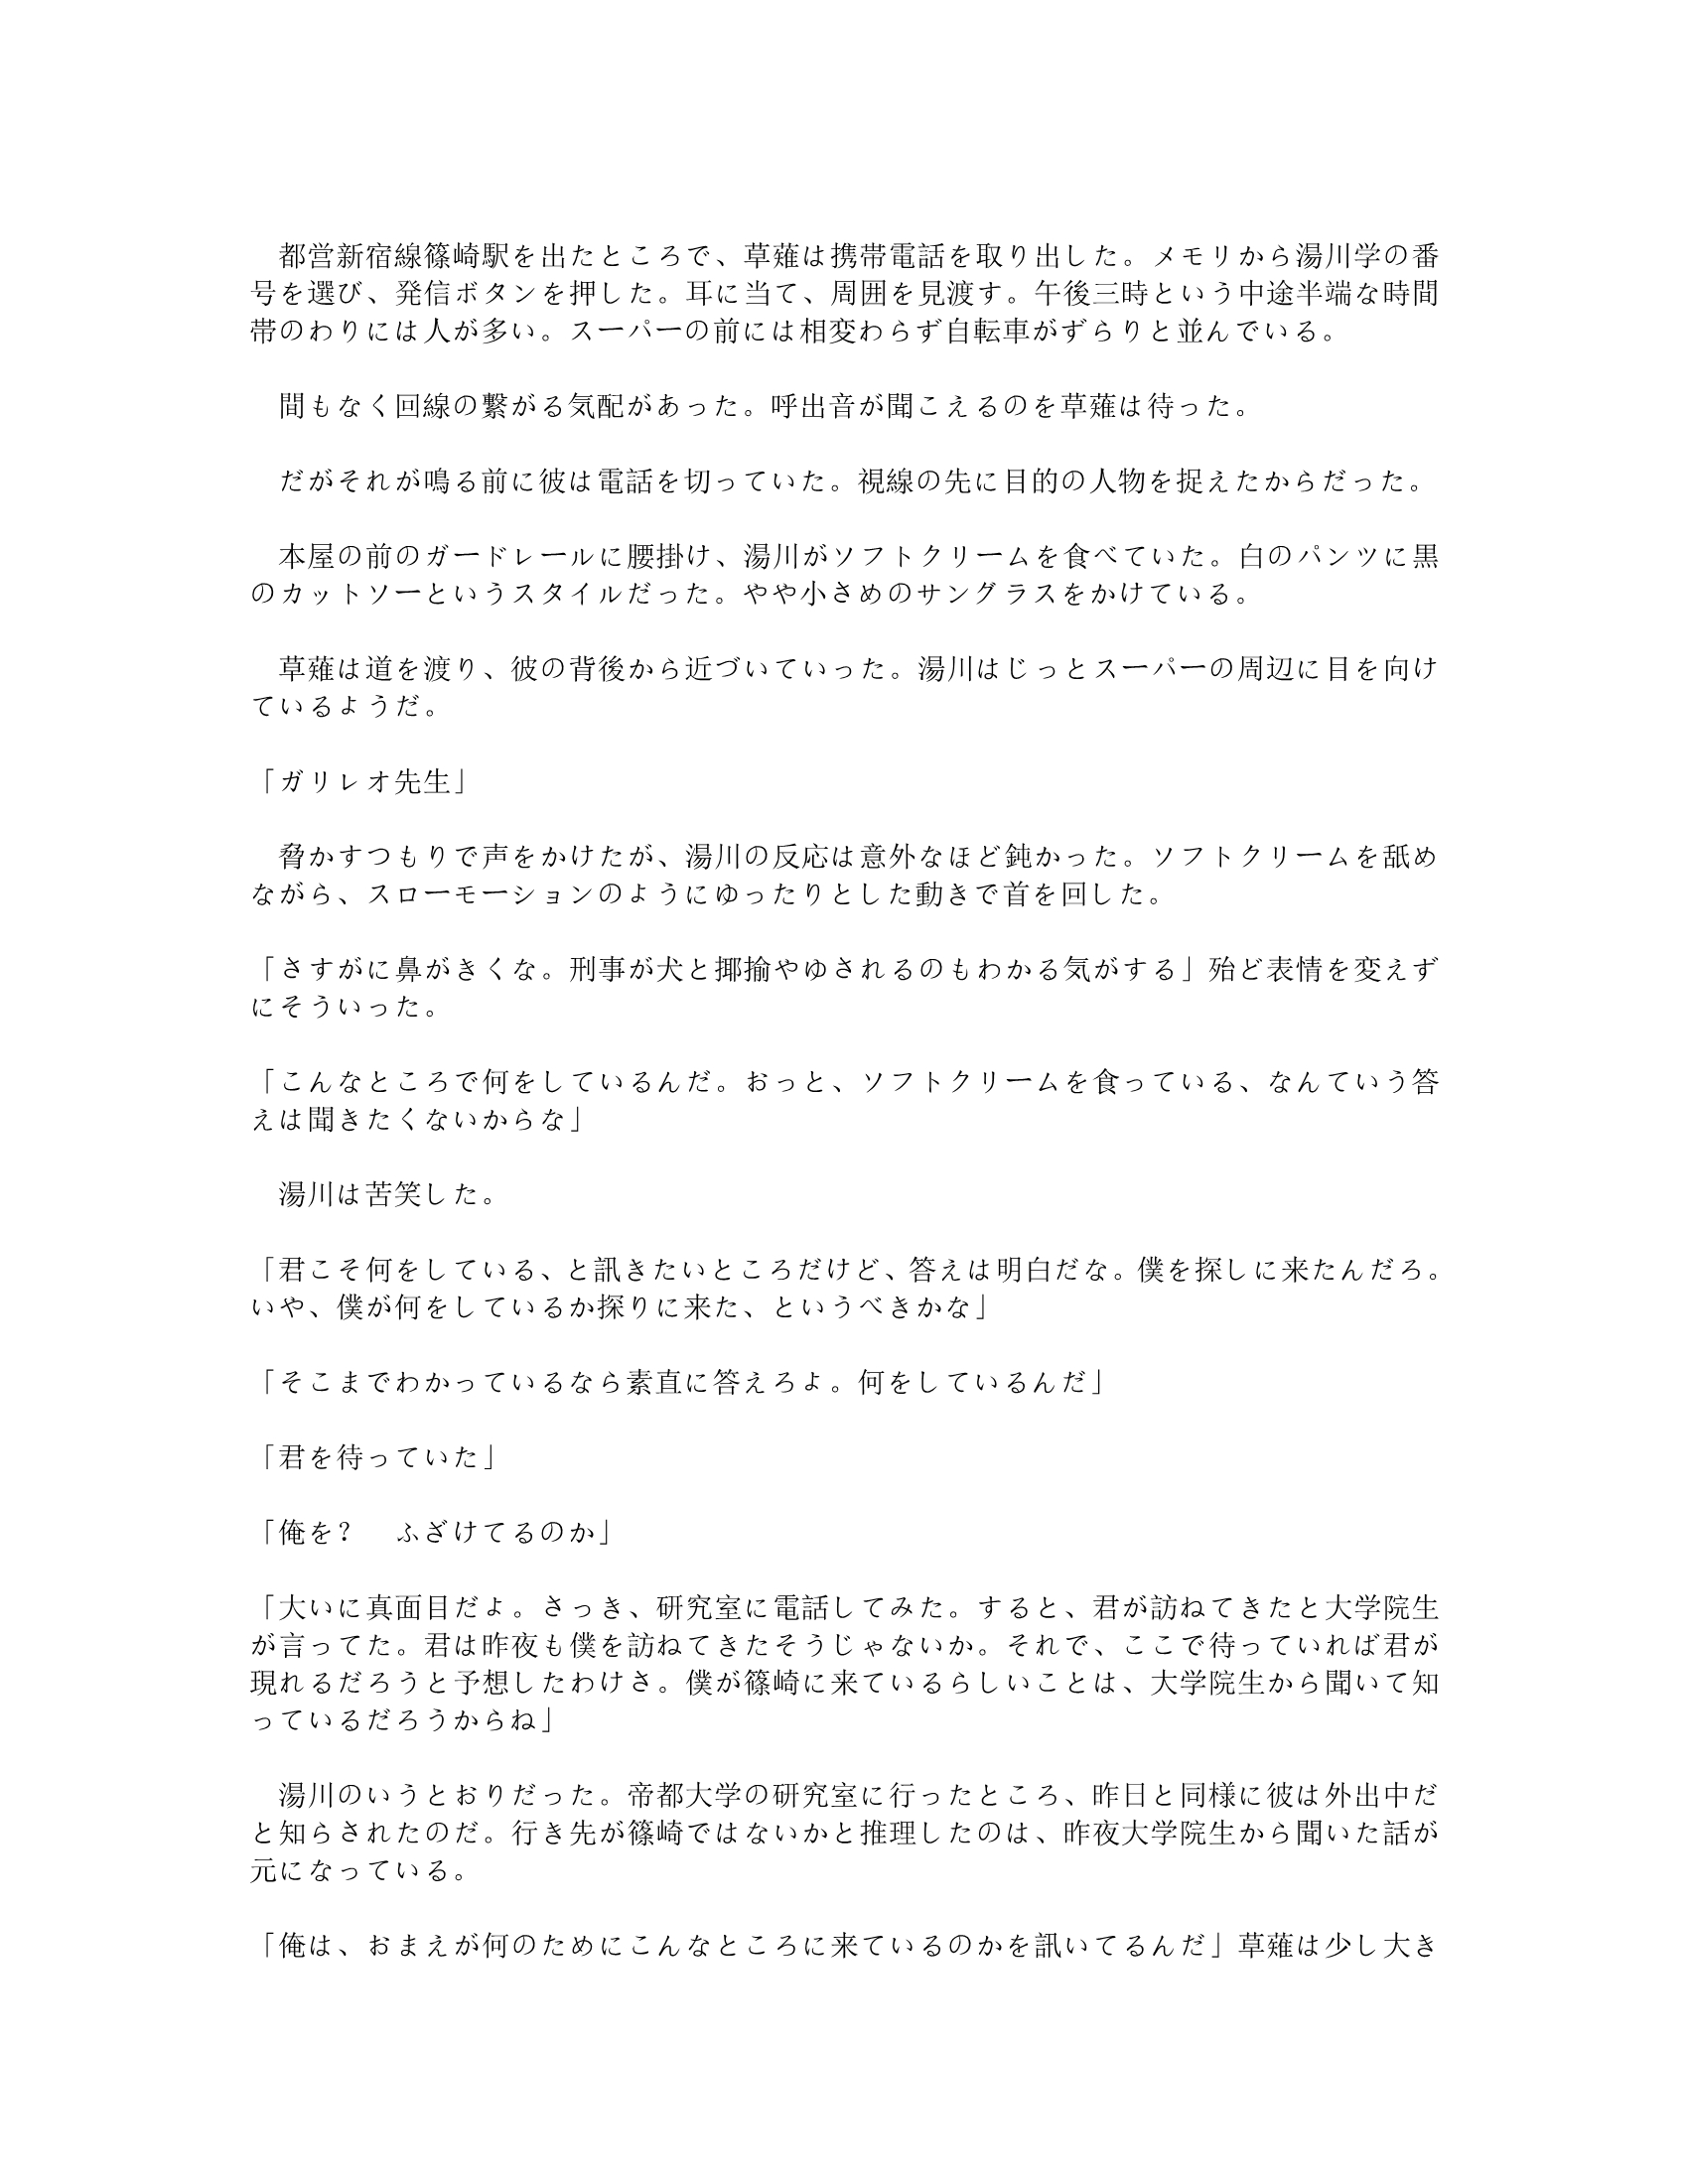 都営新宿線篠崎駅を出たところで、草薙は携帯電話を取り出した。メモリから湯川学の番
号を選び、発信ボタンを押した。耳に当て、周囲を見渡す。午後三時という中途半端な時間
帯のわりには人が多い。スーパーの前には相変わらず自転車がずらりと並んでいる。
　間もなく回線の繋がる気配があった。呼出音が聞こえるのを草薙は待った。
　だがそれが鳴る前に彼は電話を切っていた。視線の先に目的の人物を捉えたからだった。
　本屋の前のガードレールに腰掛け、湯川がソフトクリームを食べていた。白のパンツに黒
のカットソーというスタイルだった。やや小さめのサングラスをかけている。
　草薙は道を渡り、彼の背後から近づいていった。湯川はじっとスーパーの周辺に目を向け
ているようだ。
「ガリレオ先生」
　脅かすつもりで声をかけたが、湯川の反応は意外なほど鈍かった。ソフトクリームを舐め
ながら、スローモーションのようにゆったりとした動きで首を回した。
「さすがに鼻がきくな。刑事が犬と揶揄やゆされるのもわかる気がする」殆ど表情を変えず
にそういった。
「こんなところで何をしているんだ。おっと、ソフトクリームを食っている、なんていう答
えは聞きたくないからな」
　湯川は苦笑した。
「君こそ何をしている、と訊きたいところだけど、答えは明白だな。僕を探しに来たんだろ。
いや、僕が何をしているか探りに来た、というべきかな」
「そこまでわかっているなら素直に答えろよ。何をしているんだ」
「君を待っていた」
「俺を？　ふざけてるのか」
「大いに真面目だよ。さっき、研究室に電話してみた。すると、君が訪ねてきたと大学院生
が言ってた。君は昨夜も僕を訪ねてきたそうじゃないか。それで、ここで待っていれば君が
現れるだろうと予想したわけさ。僕が篠崎に来ているらしいことは、大学院生から聞いて知
っているだろうからね」
　湯川のいうとおりだった。帝都大学の研究室に行ったところ、昨日と同様に彼は外出中だ
と知らされたのだ。行き先が篠崎ではないかと推理したのは、昨夜大学院生から聞いた話が
元になっている。
「俺は、おまえが何のためにこんなところに来ているのかを訊いてるんだ」草薙は少し大き